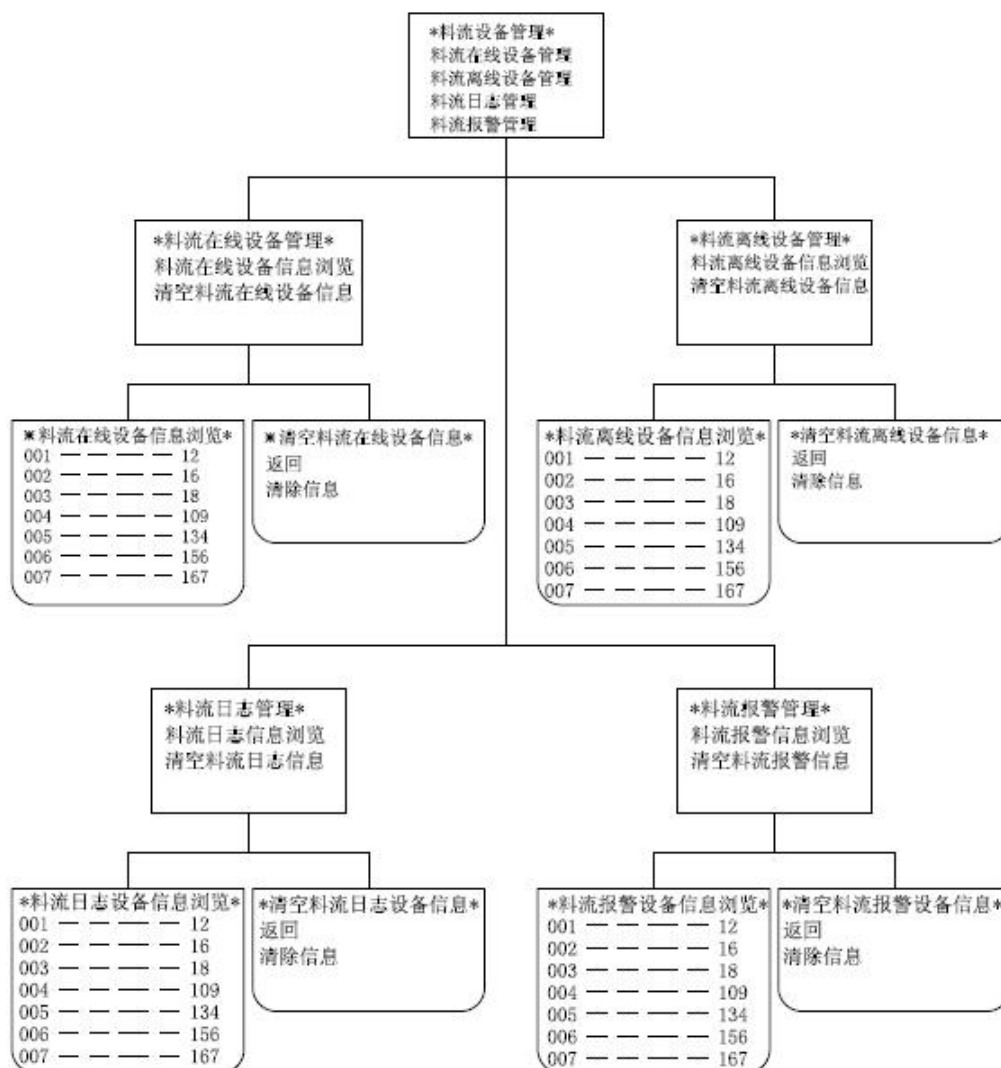 *料流设备管理*
料流在线设备管理
料流离线设备管理
料流日志管理
料流报警管理
*料流在线设备管理*
料流在线设备信息浏览
清空料流在线设备信息
*料流离线设备管理*
料流离线设备信息浏览
清空料流离线设备信息
*料流在线设备信息浏览*
001 — — — — 12
002 — — — — 16
003 — — — — 18
004 — — — — 109
005 — — — — 134
006 — — — — 156
007 — — — — 167
*清空料流在线设备信息*
返回
清除信息
*料流离线设备信息浏览*
001 — — — — 12
002 — — — — 16
003 — — — — 18
004 — — — — 109
005 — — — — 134
006 — — — — 156
007 — — — — 167
*清空料流离线设备信息*
返回
清除信息
*料流日志管理*
料流日志信息浏览
清空料流日志信息
*料流报警管理*
料流报警信息浏览
清空料流报警信息
*料流日志设备信息浏览*
001 — — — — 12
002 — — — — 16
003 — — — — 18
004 — — — — 109
005 — — — — 134
006 — — — — 156
007 — — — — 167
*清空料流日志设备信息*
返回
清除信息
*料流报警设备信息浏览*
001 — — — — 12
002 — — — — 16
003 — — — — 18
004 — — — — 109
005 — — — — 134
006 — — — — 156
007 — — — — 167
*清空料流报警设备信息*
返回
清除信息